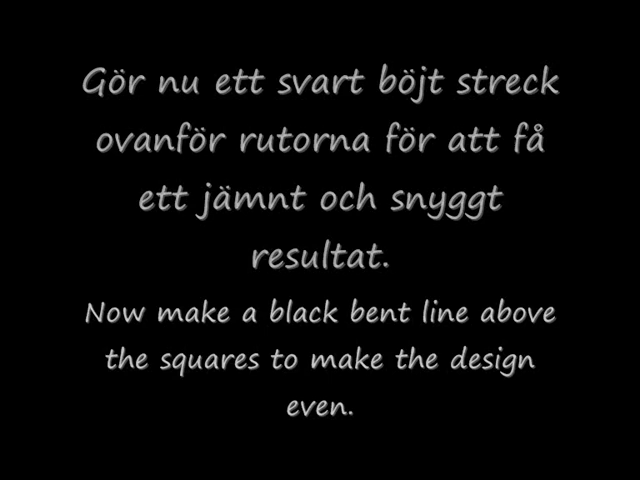 Gör nu ett svart böjt streck
ovanför rutorna för att få
ett jämnt och snyggt
resultat.
Now make a black bent line above
the squares to make the design
even.